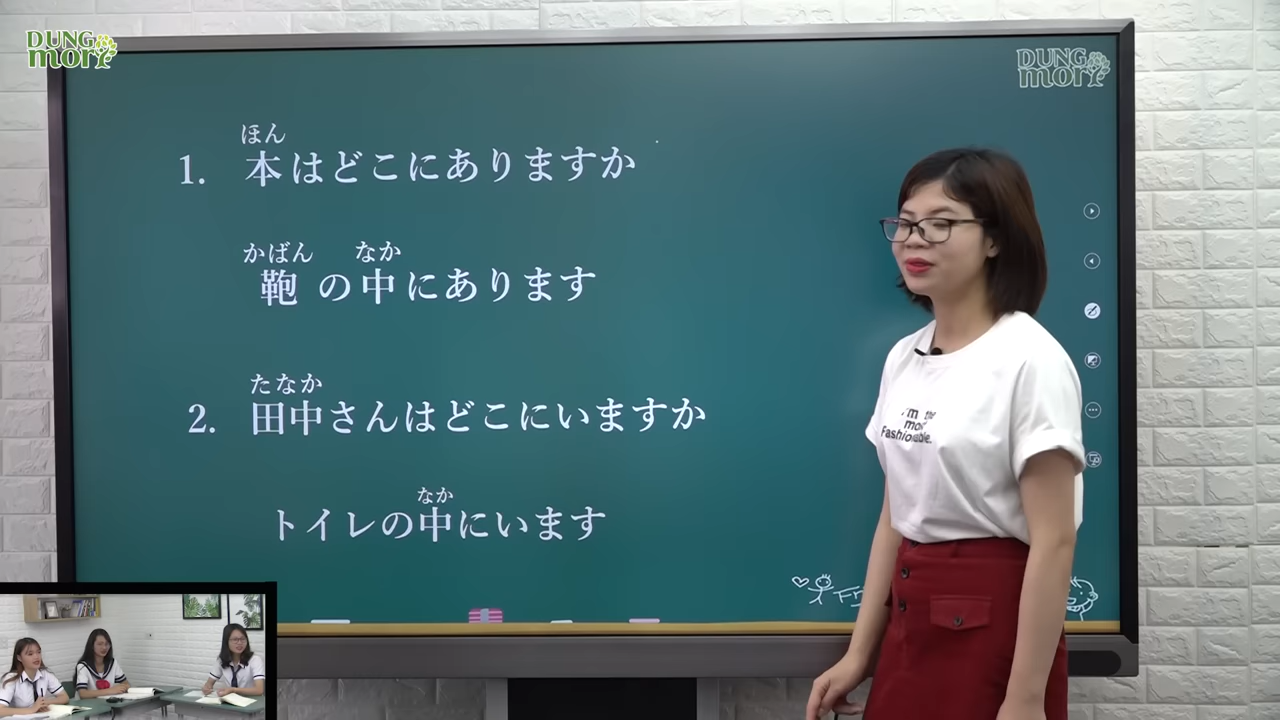 DUNG
mori
DUNG
mori
ほん
1. 本はどこにありますか
かばん なか
鞄の中にあります
たなか
2. 田中さんはどこにいますか
なか
トイレの中にいます
I'm the
Fashionable.